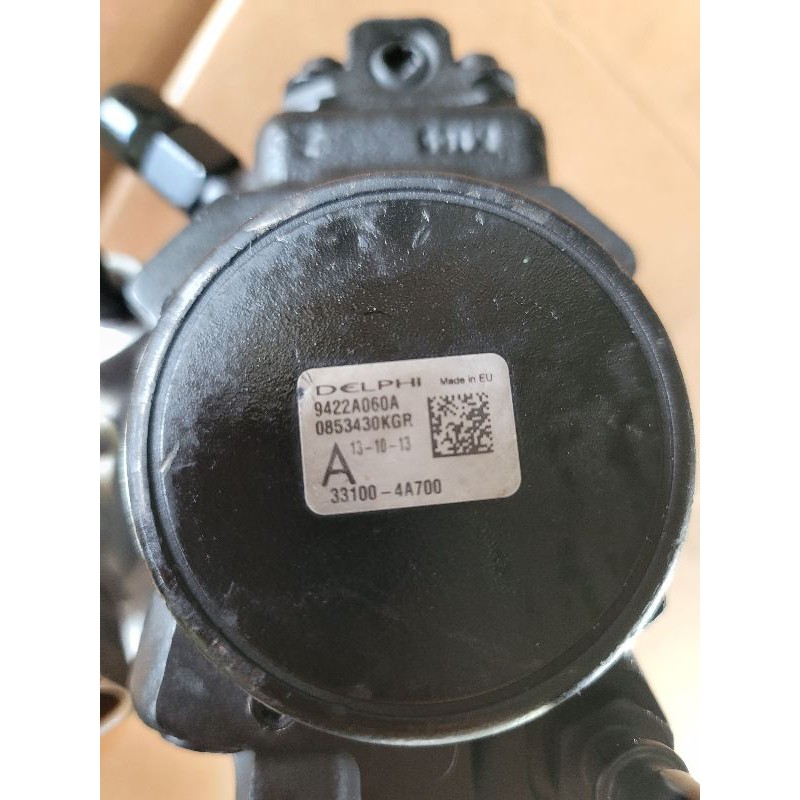 DELPHI Made in EU
9422A060A
0853430KGR
A 13-10-13
33100-4A700